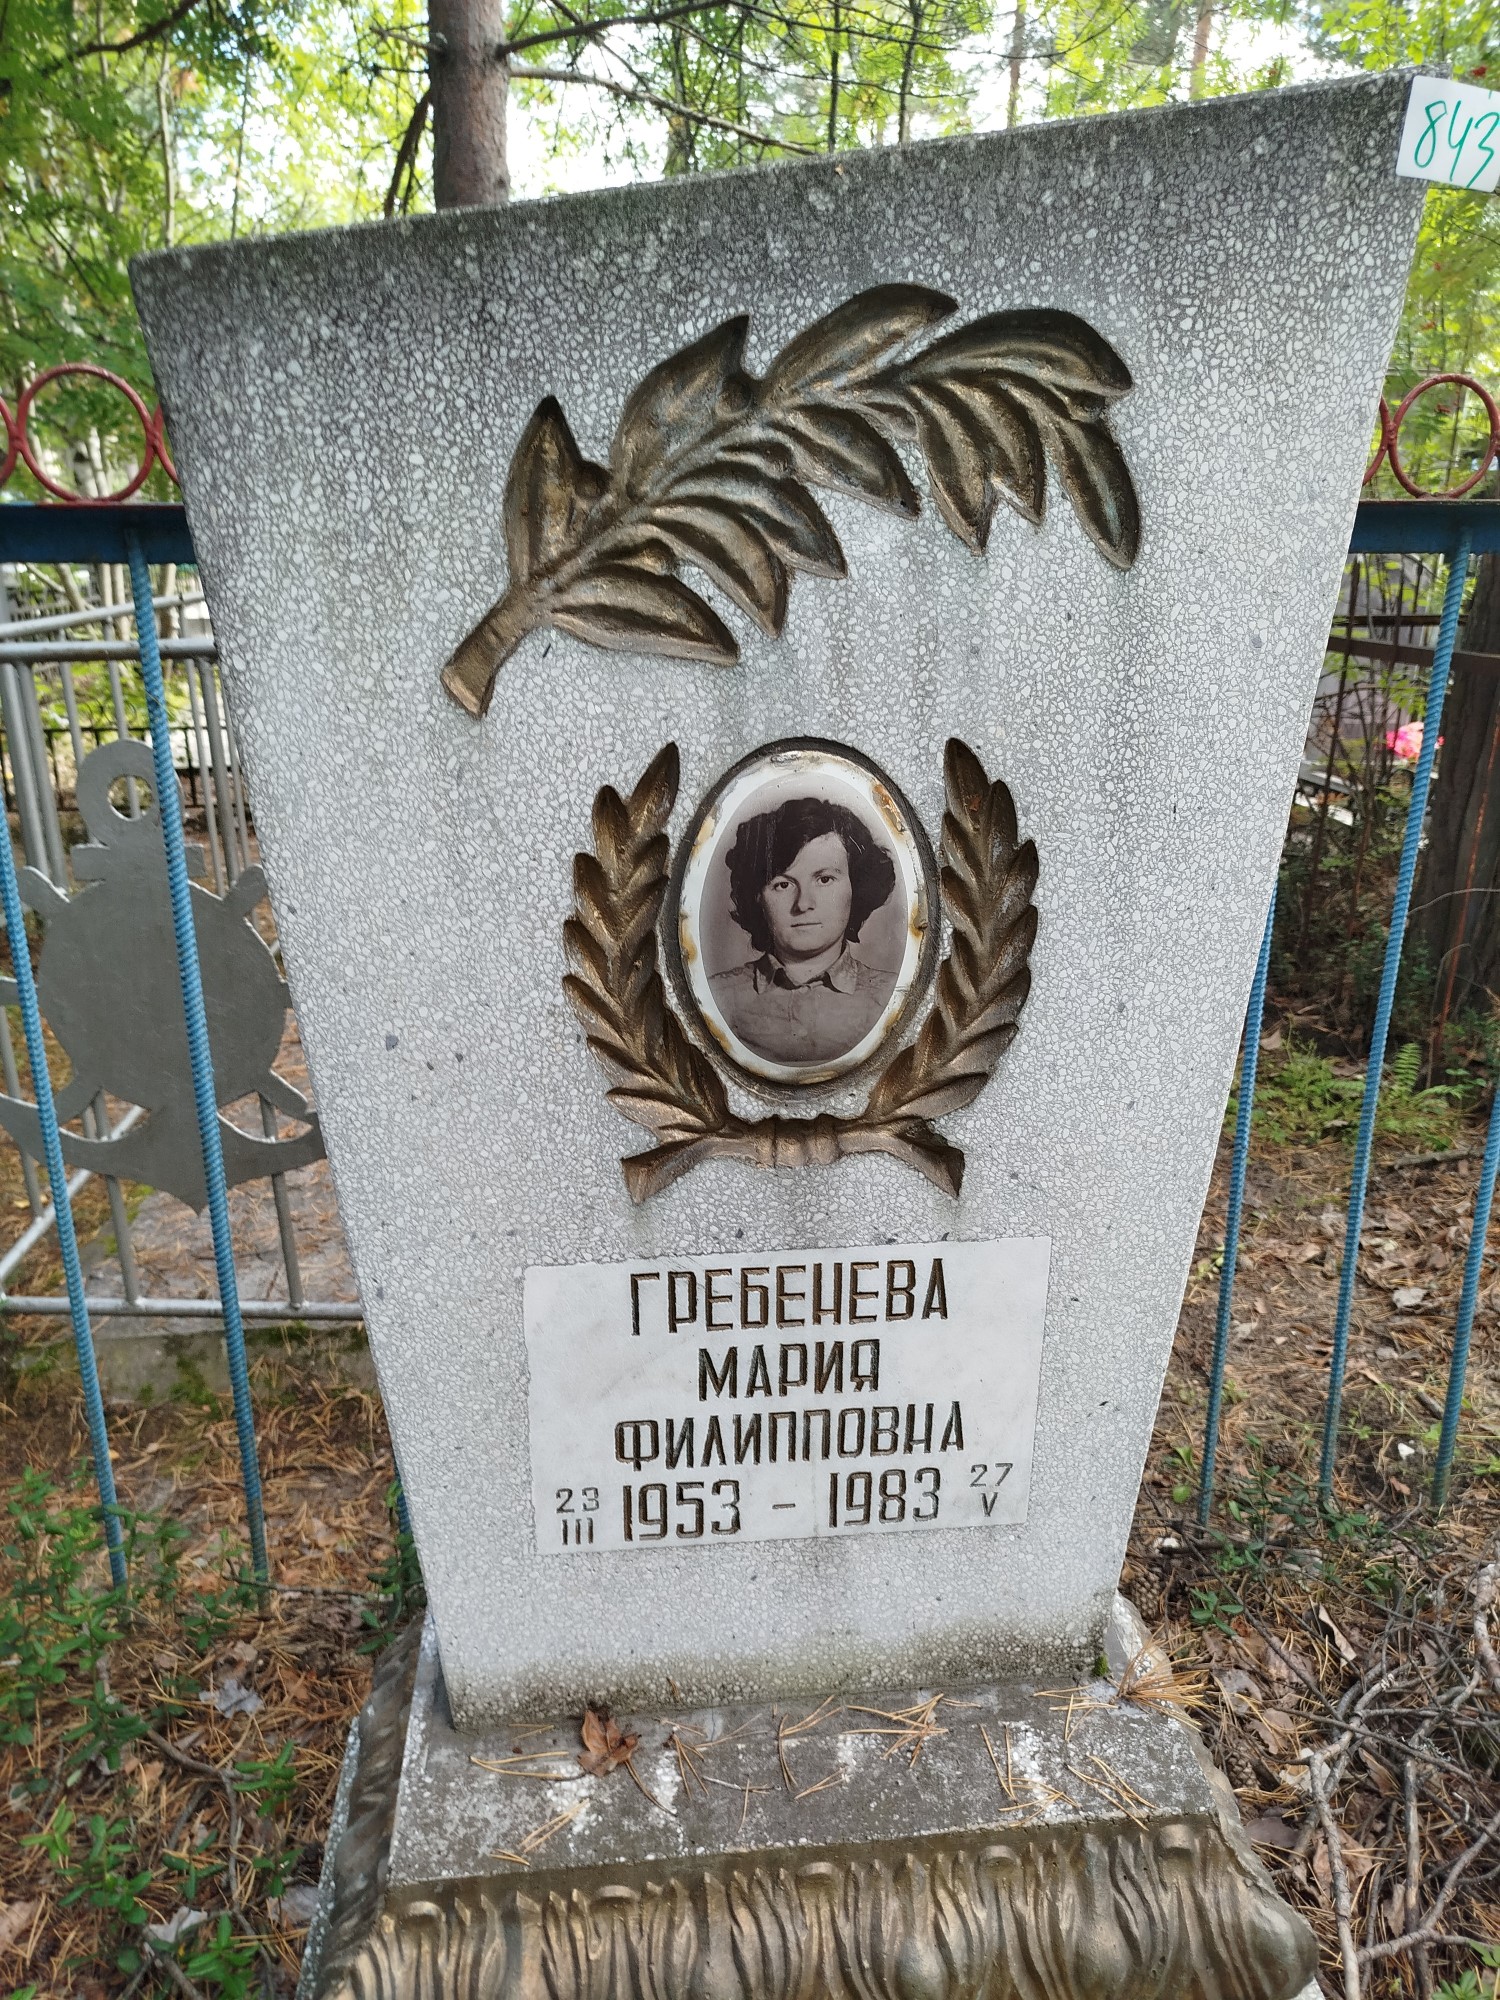 843
ГРЕБЕНЕВА
МАРИЯ
ФИЛИППОВНА
23 III 1953 - 1983 27 V